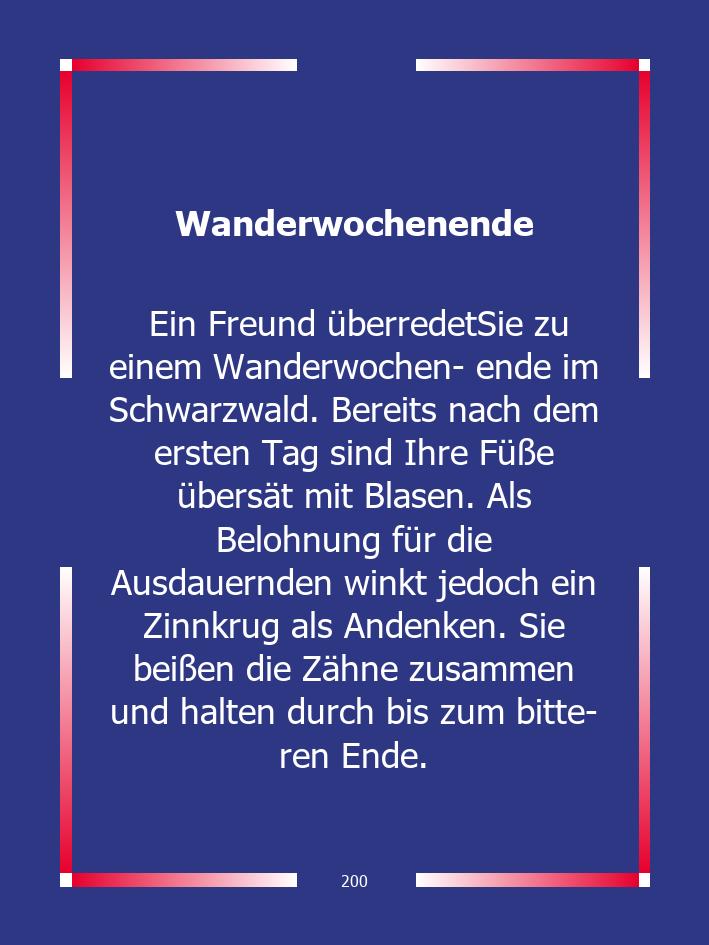 Wanderwochenende
Ein Freund überredetSie zu
einem Wanderwochen- ende im
Schwarzwald. Bereits nach dem
ersten Tag sind Ihre Füße
übersät mit Blasen. Als
Belohnung für die
Ausdauernden winkt jedoch ein
Zinnkrug als Andenken. Sie
beißen die Zähne zusammen
und halten durch bis zum bitte-
ren Ende.
200